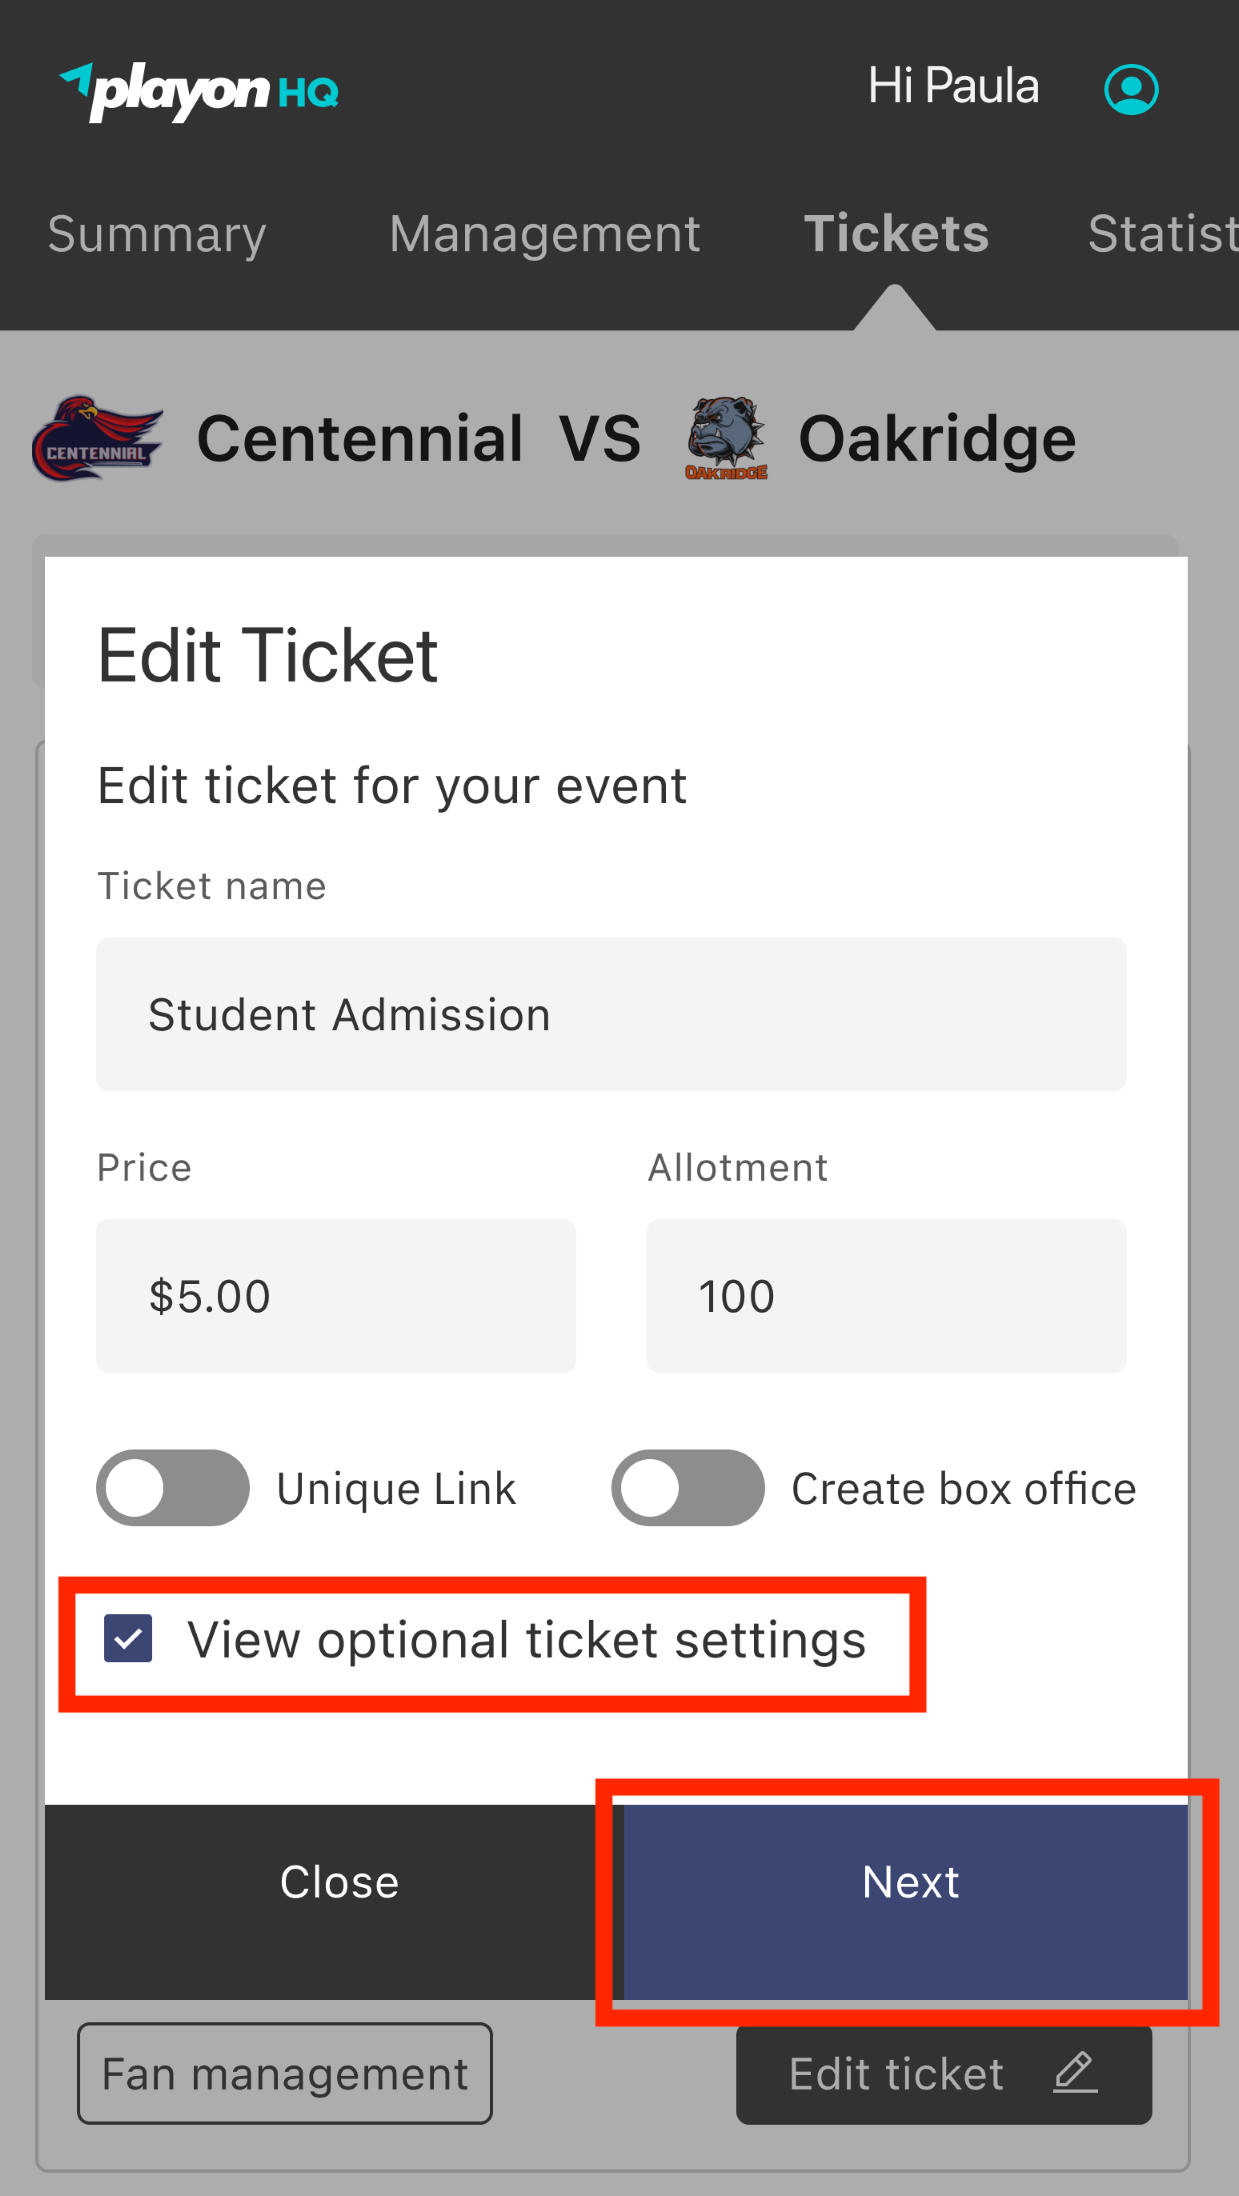 playon HQ
Hi Paula
Summary Management Tickets Statist
CENTENNIAL Centennial VS OAKRIDGE Oakridge
Edit Ticket
Edit ticket for your event
Ticket name
Student Admission
Price Allotment
$5.00 100
Unique Link Create box office
View optional ticket settings
Close Next
Fan management Edit ticket